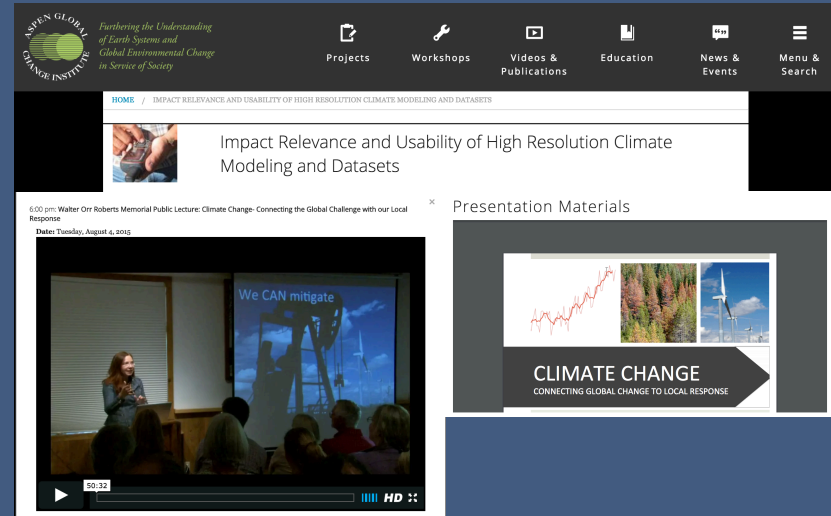 ASPEN GLOBAL
CHANGE INSTITUTE
Furthering the Understanding
of Earth Systems and
Global Environmental Change
in Service of Society
Projects
Workshops
Videos &
Publications
Education
News &
Events
Menu &
Search
HOME / IMPACT RELEVANCE AND USABILITY OF HIGH RESOLUTION CLIMATE MODELING AND DATASETS
Impact Relevance and Usability of High Resolution Climate
Modeling and Datasets
6:00 pm: Walter Orr Roberts Memorial Public Lecture: Climate Change- Connecting the Global Challenge with our Local
Response
×
Date: Tuesday, August 4, 2015
We CAN mitigate
50:32
HD
Presentation Materials
CLIMATE CHANGE
CONNECTING GLOBAL CHANGE TO LOCAL RESPONSE